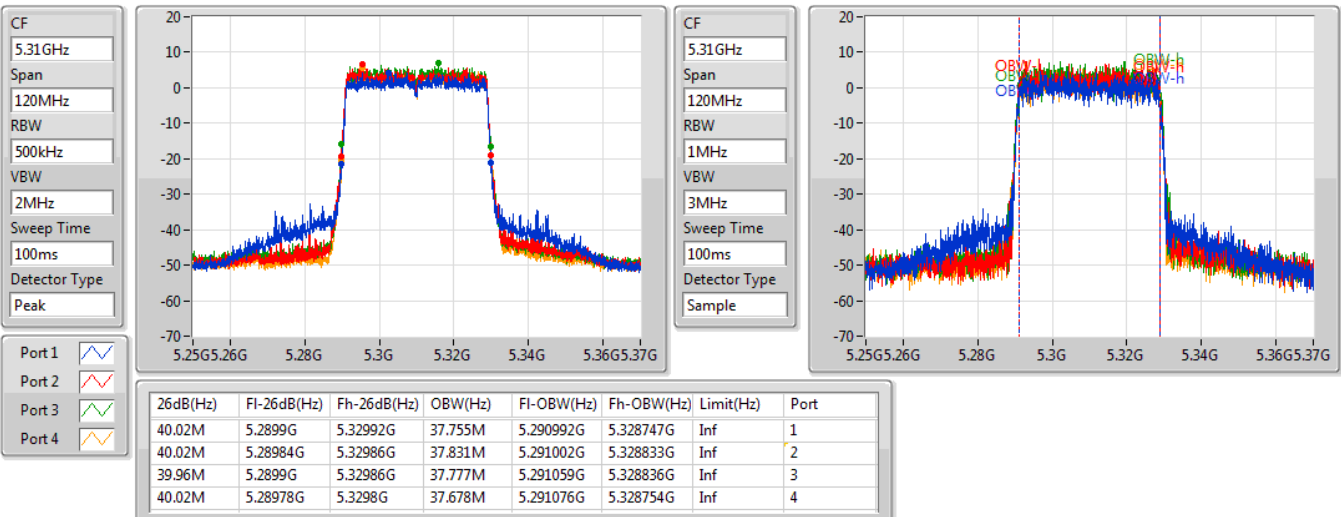 CF
5.31GHz
Span
120MHz
RBW
500kHz
VBW
2MHz
Sweep Time
100ms
Detector Type
Peak
20
10
0
-10
-20
-30
-40
-50
-60
-70
5.25G 5.26G 5.28G 5.3G 5.32G 5.34G 5.36G 5.37G
CF
5.31GHz
Span
120MHz
RBW
1MHz
VBW
3MHz
Sweep Time
100ms
Detector Type
Sample
20
10
0
-10
-20
-30
-40
-50
-60
-70
5.25G 5.26G 5.28G 5.3G 5.32G 5.34G 5.36G 5.37G
Port 1
Port 2
Port 3
Port 4
26dB(Hz) Fl-26dB(Hz) Fh-26dB(Hz) OBW(Hz) Fl-OBW(Hz) Fh-OBW(Hz) Limit(Hz) Port
40.02M 5.2899G 5.32992G 37.755M 5.290992G 5.328747G Inf 1
40.02M 5.28984G 5.32986G 37.831M 5.291002G 5.328833G Inf 2
39.96M 5.2899G 5.32986G 37.777M 5.291059G 5.328836G Inf 3
40.02M 5.28978G 5.3298G 37.678M 5.291076G 5.328754G Inf 4